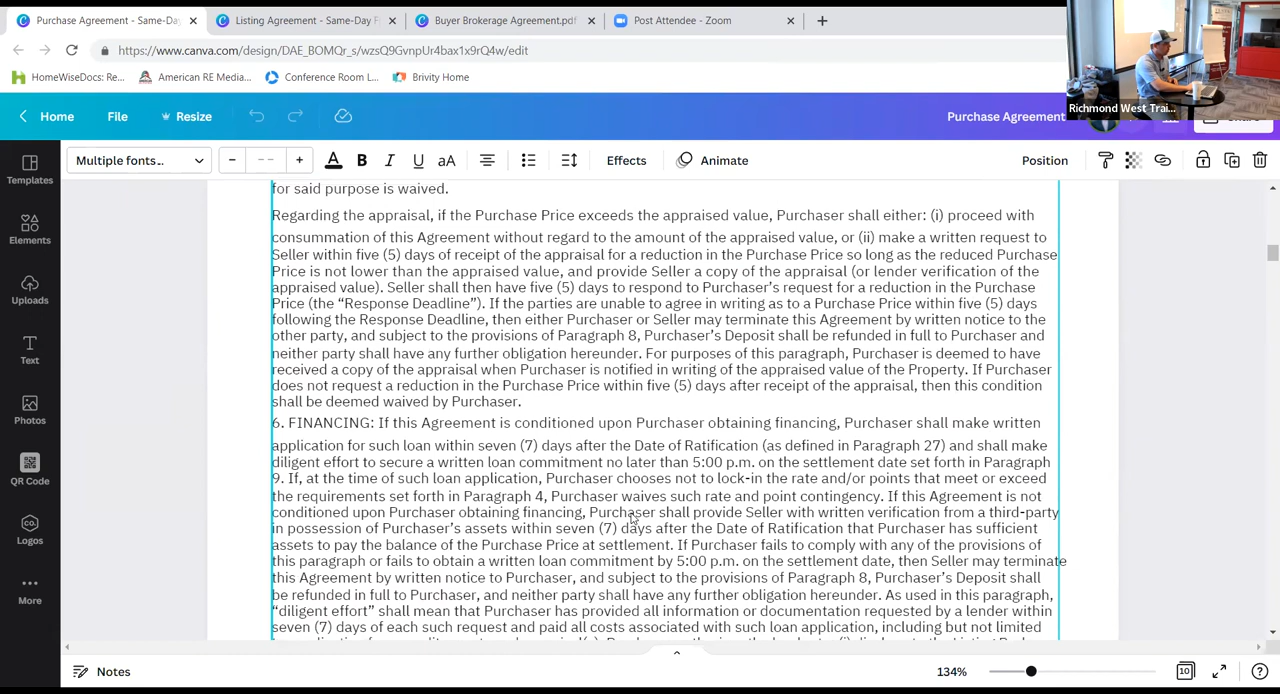 Purchase Agreement - Same-Day
Listing Agreement - Same-Day F
Buyer Brokerage Agreement.pdf
Post Attendee - Zoom
https://www.canva.com/design/DAE_BOMQr_s/wzsQ9GvnpUr4bax1x9rQ4w/edit
HomeWiseDocs: Re...
American RE Media...
Conference Room L...
Brivity Home
Richmond West Trai...
Home
File
Resize
Purchase Agreement
Multiple fonts...
– -- +
A B I U aA
Effects
Animate
Position
Templates
Elements
Uploads
Text
Photos
QR Code
Logos
More
for said purpose is waived.
Regarding the appraisal, if the Purchase Price exceeds the appraised value, Purchaser shall either: (i) proceed with
consummation of this Agreement without regard to the amount of the appraised value, or (ii) make a written request to
Seller within five (5) days of receipt of the appraisal for a reduction in the Purchase Price so long as the reduced Purchase
Price is not lower than the appraised value, and provide Seller a copy of the appraisal (or lender verification of the
appraised value). Seller shall then have five (5) days to respond to Purchaser's request for a reduction in the Purchase
Price (the “Response Deadline”). If the parties are unable to agree in writing as to a Purchase Price within five (5) days
following the Response Deadline, then either Purchaser or Seller may terminate this Agreement by written notice to the
other party, and subject to the provisions of Paragraph 8, Purchaser's Deposit shall be refunded in full to Purchaser and
neither party shall have any further obligation hereunder. For purposes of this paragraph, Purchaser is deemed to have
received a copy of the appraisal when Purchaser is notified in writing of the appraised value of the Property. If Purchaser
does not request a reduction in the Purchase Price within five (5) days after receipt of the appraisal, then this condition
shall be deemed waived by Purchaser.
6. FINANCING: If this Agreement is conditioned upon Purchaser obtaining financing, Purchaser shall make written
application for such loan within seven (7) days after the Date of Ratification (as defined in Paragraph 27) and shall make
diligent effort to secure a written loan commitment no later than 5:00 p.m. on the settlement date set forth in Paragraph
9. If, at the time of such loan application, Purchaser chooses not to lock-in the rate and/or points that meet or exceed
the requirements set forth in Paragraph 4, Purchaser waives such rate and point contingency. If this Agreement is not
conditioned upon Purchaser obtaining financing, Purchaser shall provide Seller with written verification from a third-party
in possession of Purchaser's assets within seven (7) days after the Date of Ratification that Purchaser has sufficient
assets to pay the balance of the Purchase Price at settlement. If Purchaser fails to comply with any of the provisions of
this paragraph or fails to obtain a written loan commitment by 5:00 p.m. on the settlement date, then Seller may terminate
this Agreement by written notice to Purchaser, and subject to the provisions of Paragraph 8, Purchaser's Deposit shall
be refunded in full to Purchaser, and neither party shall have any further obligation hereunder. As used in this paragraph,
“diligent effort” shall mean that Purchaser has provided all information or documentation requested by a lender within
seven (7) days of each such request and paid all costs associated with such loan application, including but not limited
Notes
134%
10